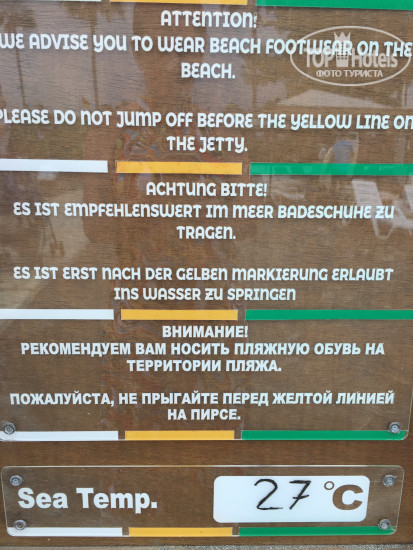 ATTENTION!
WE ADVISE YOU TO WEAR BEACH FOOTWEAR ON THE
BEACH.
PLEASE DO NOT JUMP OFF BEFORE THE YELLOW LINE ON
THE JETTY.
ACHTUNG BITTE!
ES IST EMPFEHLENSWERT IM MEER BADESCHUHE ZU
TRAGEN.
ES IST ERST NACH DER GELBEN MARKIERUNG ERLAUBT
INS WASSER ZU SPRINGEN
ВНИМАНИЕ!
РЕКОМЕНДУЕМ ВАМ НОСИТЬ ПЛЯЖНУЮ ОБУВЬ НА
ТЕРРИТОРИИ ПЛЯЖА.
ПОЖАЛУЙСТА, НЕ ПРЫГАЙТЕ ПЕРЕД ЖЕЛТОЙ ЛИНИЕЙ
НА ПИРСЕ.
Sea Temp. 27 °C
TOP Hotels
ФОТО ТУРИСТА